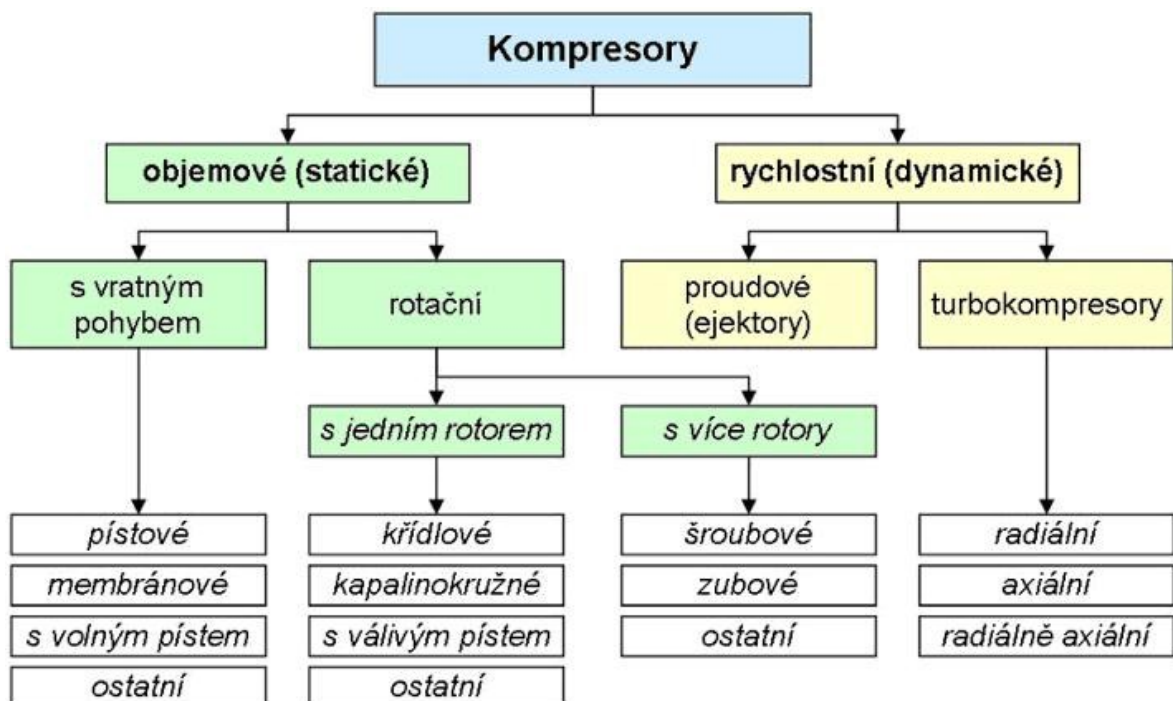 Kompresory
objemové (statické)
rychlostní (dynamické)
s vratným
pohybem
rotační
proudové
(ejektory)
turbokompresory
s jedním rotorem
s více rotory
pístové
membránové
s volným pístem
ostatní
křídlové
kapalinokružné
s válivým pístem
ostatní
šroubové
zubové
ostatní
radiální
axiální
radiálně axiální